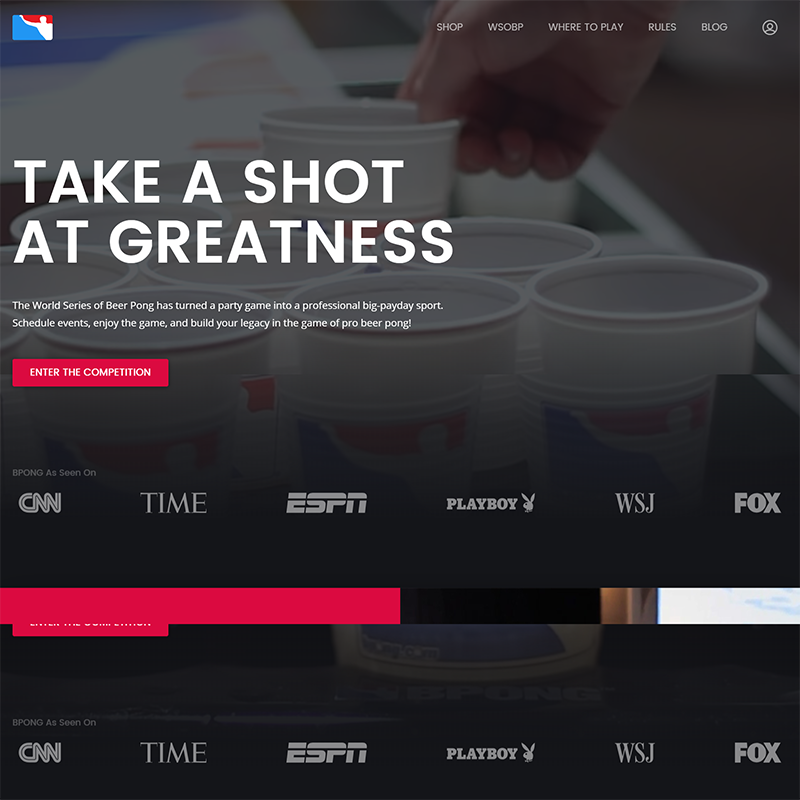 SHOP WSOBP WHERE TO PLAY RULES BLOG
TAKE A SHOT
AT GREATNESS
The World Series of Beer Pong has turned a party game into a professional big-payday sport.
Schedule events, enjoy the game, and build your legacy in the game of pro beer pong!
ENTER THE COMPETITION
BPONG As Seen On
CNN TIME ESPN PLAYBOY WSJ FOX
ENTER THE COMPETITION
BPONG
BPONG As Seen On
CNN TIME ESPN PLAYBOY WSJ FOX